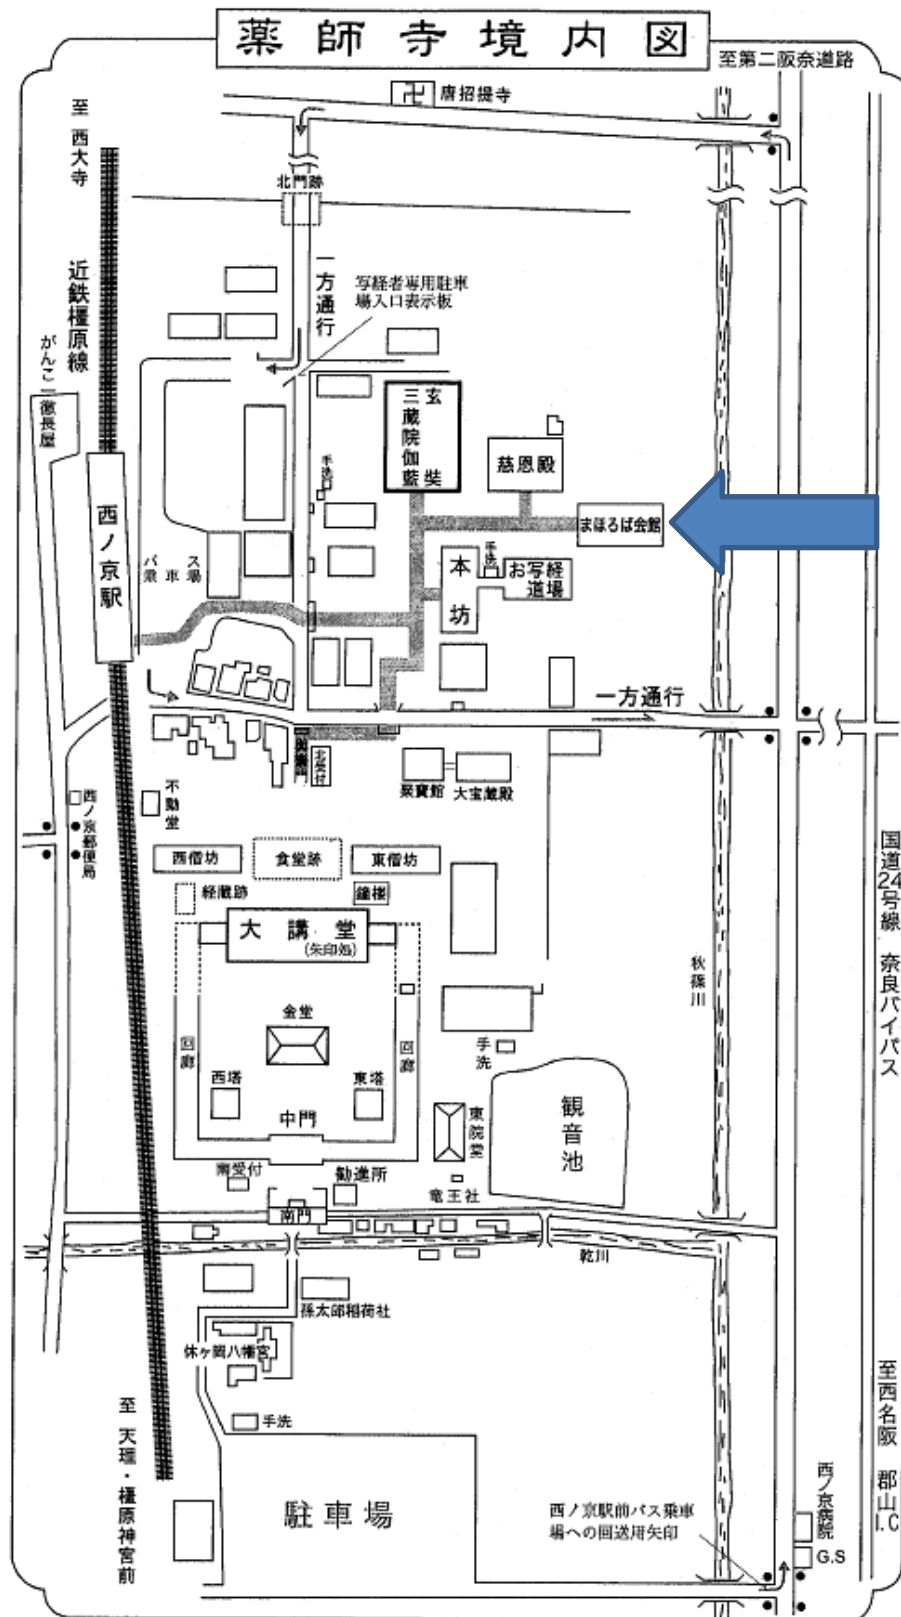 薬師寺境内図
至第二阪奈道路
唐招提寺
至 西大寺
北門跡
近鉄橿原線
一方通行
写経者専用駐車
場入口表示板
がんこ一徹長屋
玄奘
三蔵院伽藍
慈恩殿
手洗
西ノ京駅
まほろば会館
バス
乗車場
本坊
手洗
お写経
道場
一方通行
北受付
聚寶館
大宝蔵殿
不動堂
西ノ京郵便局
西僧坊
食堂跡
東僧坊
国道24号線 奈良バイパス
経蔵跡
鐘楼
大講堂
(朱印処)
秋篠川
金堂
回廊
回廊
手洗
西塔
東塔
中門
東院堂
観音池
南受付
勧進所
竜王社
南門
乾川
孫太郎稲荷社
休ヶ岡八幡宮
至 天理・橿原神宮前
至西名阪 郡山I.C
手洗
駐車場
西ノ京駅前バス乗車
場への回送用矢印
西ノ京病院
G.S